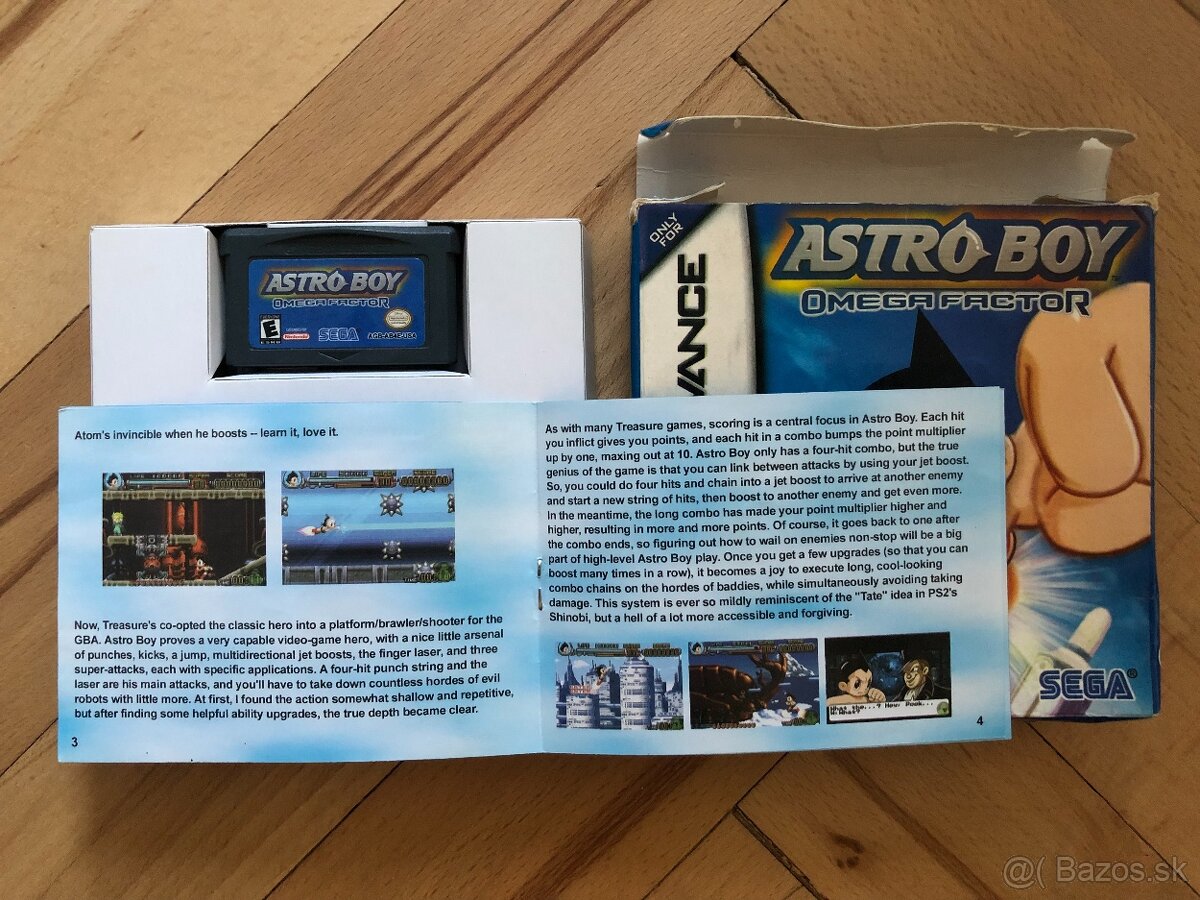 ONLY
FOR
VANCE
ASTRO BOY
OMEGA FACTOR
SEGA®
ASTRO BOY
OMEGA FACTOR
E
Nintendo
SEGA
AGB-AB4E-USA
Atom's invincible when he boosts -- learn it, love it.
Now, Treasure's co-opted the classic hero into a platform/brawler/shooter for the
GBA. Astro Boy proves a very capable video-game hero, with a nice little arsenal
of punches, kicks, a jump, multidirectional jet boosts, the finger laser, and three
super-attacks, each with specific applications. A four-hit punch string and the
laser are his main attacks, and you'll have to take down countless hordes of evil
robots with little more. At first, I found the action somewhat shallow and repetitive,
but after finding some helpful ability upgrades, the true depth became clear.
3
As with many Treasure games, scoring is a central focus in Astro Boy. Each hit
you inflict gives you points, and each hit in a combo bumps the point multiplier
up by one, maxing out at 10. Astro Boy only has a four-hit combo, but the true
genius of the game is that you can link between attacks by using your jet boost.
So, you could do four hits and chain into a jet boost to arrive at another enemy
and start a new string of hits, then boost to another enemy and get even more.
In the meantime, the long combo has made your point multiplier higher and
higher, resulting in more and more points. Of course, it goes back to one after
the combo ends, so figuring out how to wail on enemies non-stop will be a big
part of high-level Astro Boy play. Once you get a few upgrades (so that you can
boost many times in a row), it becomes a joy to execute long, cool-looking
combo chains on the hordes of baddies, while simultaneously avoiding taking
damage. This system is ever so mildly reminiscent of the "Tate" idea in PS2's
Shinobi, but a hell of a lot more accessible and forgiving.
What the...? Hey, Pook...
4
@( Bazos.sk